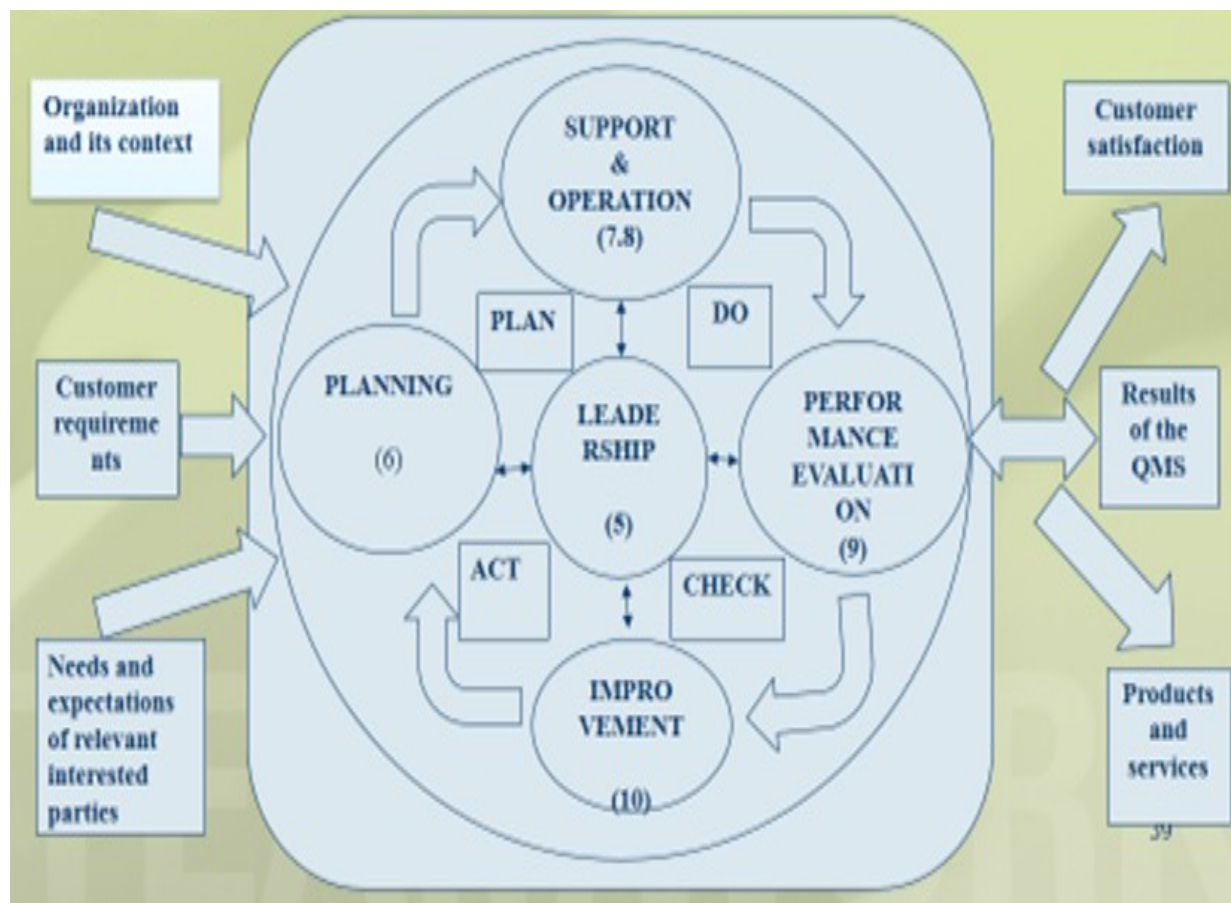 Organization
and its context
Customer
requireme
nts
Needs and
expectations
of relevant
interested
parties
SUPPORT
&
OPERATION
(7.8)
PLAN
DO
PLANNING
(6)
LEADE
RSHIP
(5)
PERFOR
MANCE
EVALUATI
ON
(9)
ACT
CHECK
IMPRO
VEMENT
(10)
Customer
satisfaction
Results
of the
QMS
Products
and
services
39